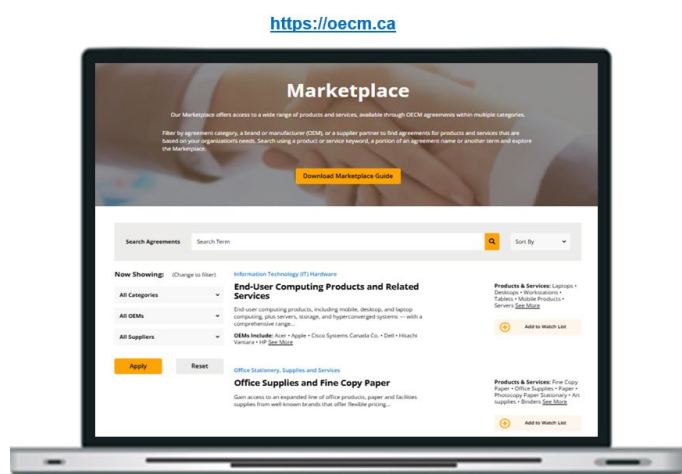 https://oecm.ca
Marketplace
Our Marketplace offers access to a wide range of products and services, available through OECM agreements within multiple categories.
Filter by agreement category, a brand or manufacturer (OEM), or a supplier partner to find agreements for products and services that are
based on your organization's needs. Search using a product or service keyword, a portion of an agreement name or another term and explore
the Marketplace.
Download Marketplace Guide
Search Agreements
Search Term
Sort By
Now Showing: (Change to filter)
All Categories
All OEMs
All Suppliers
Apply
Reset
Information Technology (IT) Hardware
End-User Computing Products and Related
Services
End-user computing products, including mobile, desktop, and laptop
computing, plus servers, storage, and hyperconverged systems — with a
comprehensive range...
OEMs Include: Acer • Apple • Cisco Systems Canada Co. • Dell • Hitachi
Vantara • HP See More
Products & Services: Laptops •
Desktops • Workstations •
Tablets • Mobile Products •
Servers See More
Add to Watch List
Office Stationery, Supplies and Services
Office Supplies and Fine Copy Paper
Gain access to an expanded line of office products, paper and facilities
supplies from well-known brands that offer flexible pricing...
Products & Services: Fine Copy
Paper • Office Supplies • Paper •
Photocopy Paper Stationary • Art
supplies • Binders See More
Add to Watch List